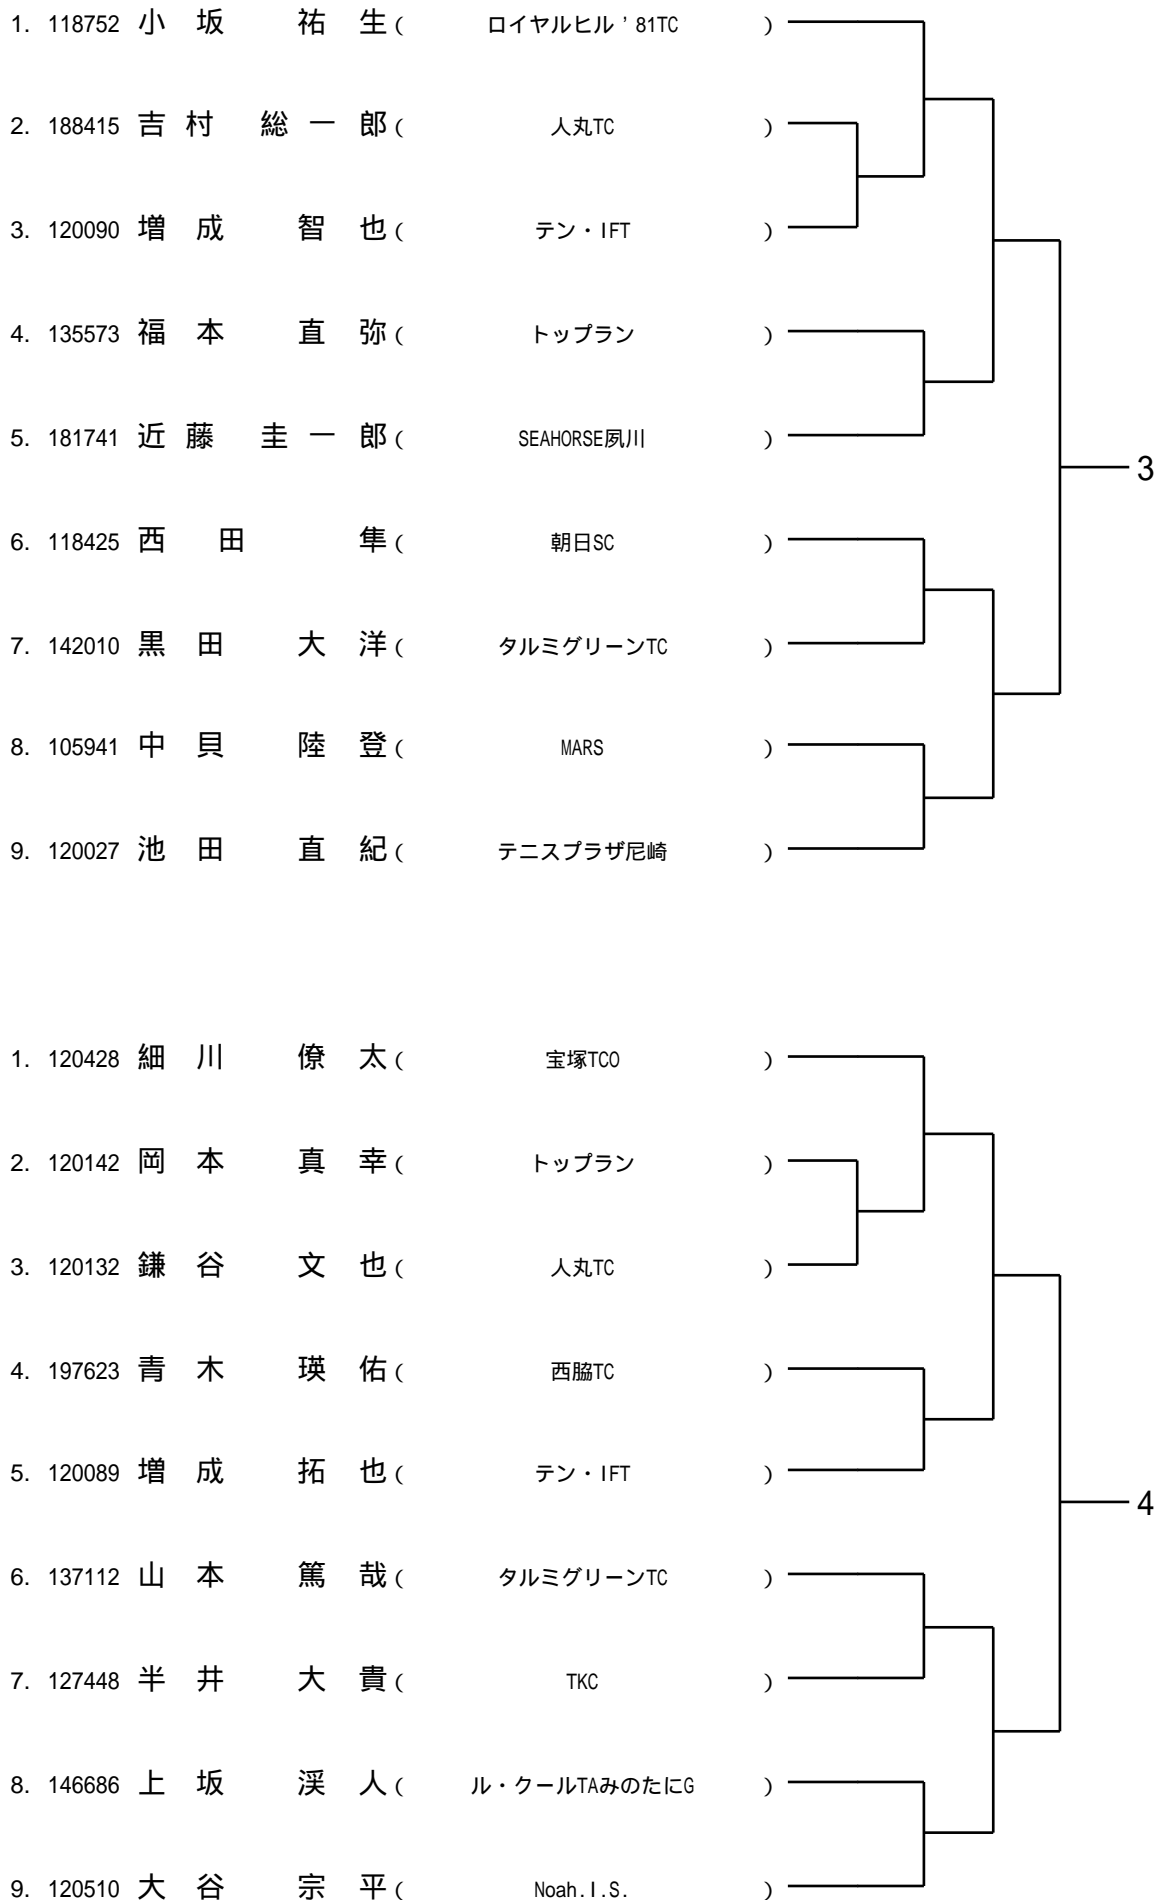 1. 118752 小坂 祐生(ロイヤルヒル'81TC)
2. 188415 吉村 総一郎(人丸TC)
3. 120090 増成 智也(テン・IFT)
4. 135573 福本 直弥(トップラン)
5. 181741 近藤 圭一郎(SEAHORSE夙川)
3
6. 118425 西田 隼(朝日SC)
7. 142010 黒田 大洋(タルミグリーンTC)
8. 105941 中貝 陸登(MARS)
9. 120027 池田 直紀(テニスプラザ尼崎)
1. 120428 細川 僚太(宝塚TCO)
2. 120142 岡本 真幸(トップラン)
3. 120132 鎌谷 文也(人丸TC)
4. 197623 青木 瑛佑(西脇TC)
5. 120089 増成 拓也(テン・IFT)
4
6. 137112 山本 篤哉(タルミグリーンTC)
7. 127448 半井 大貴(TKC)
8. 146686 上坂 渓人(ル・クールTAみのたにG)
9. 120510 大谷 宗平(Noah.I.S.)